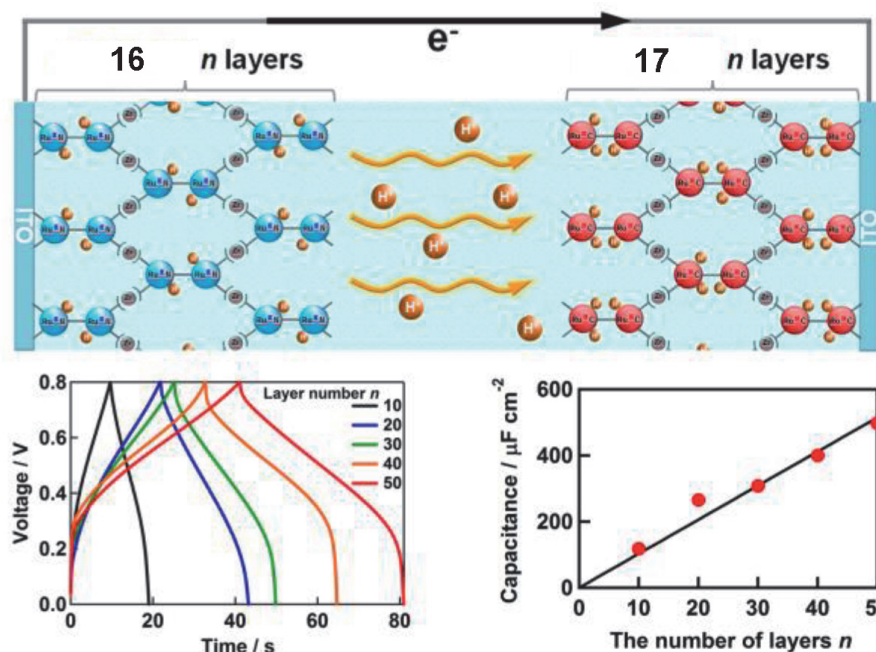 e-
16 n layers 17 n layers
ITO
ITO
Zr
H+
Layer number n
10
20
30
40
50
Voltage / V
0.8
0.6
0.4
0.2
0.0
0 20 40 60 80
Time / s
Capacitance / μF cm-2
600
400
200
0
0 10 20 30 40 50
The number of layers n